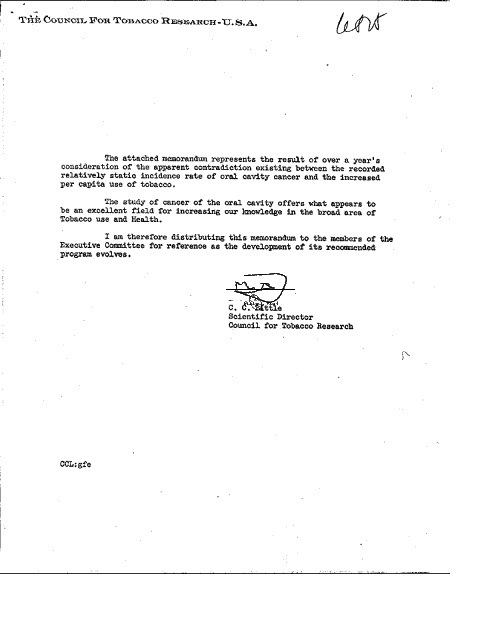 THE COUNCIL FOR TOBACCO RESEARCH-U.S.A.
The attached memorandum represents the result of over a year's
consideration of the apparent contradiction existing between the recorded
relatively static incidence rate of oral cavity cancer and the increased
per capita use of tobacco.
The study of cancer of the oral cavity offers what appears to
be an excellent field for increasing our knowledge in the broad area of
Tobacco use and Health.
I am therefore distributing this memorandum to the members of the
Executive Committee for reference as the development of its recommended
program evolves.
C. C. Little
Scientific Director
Council for Tobacco Research
CCL:gfe